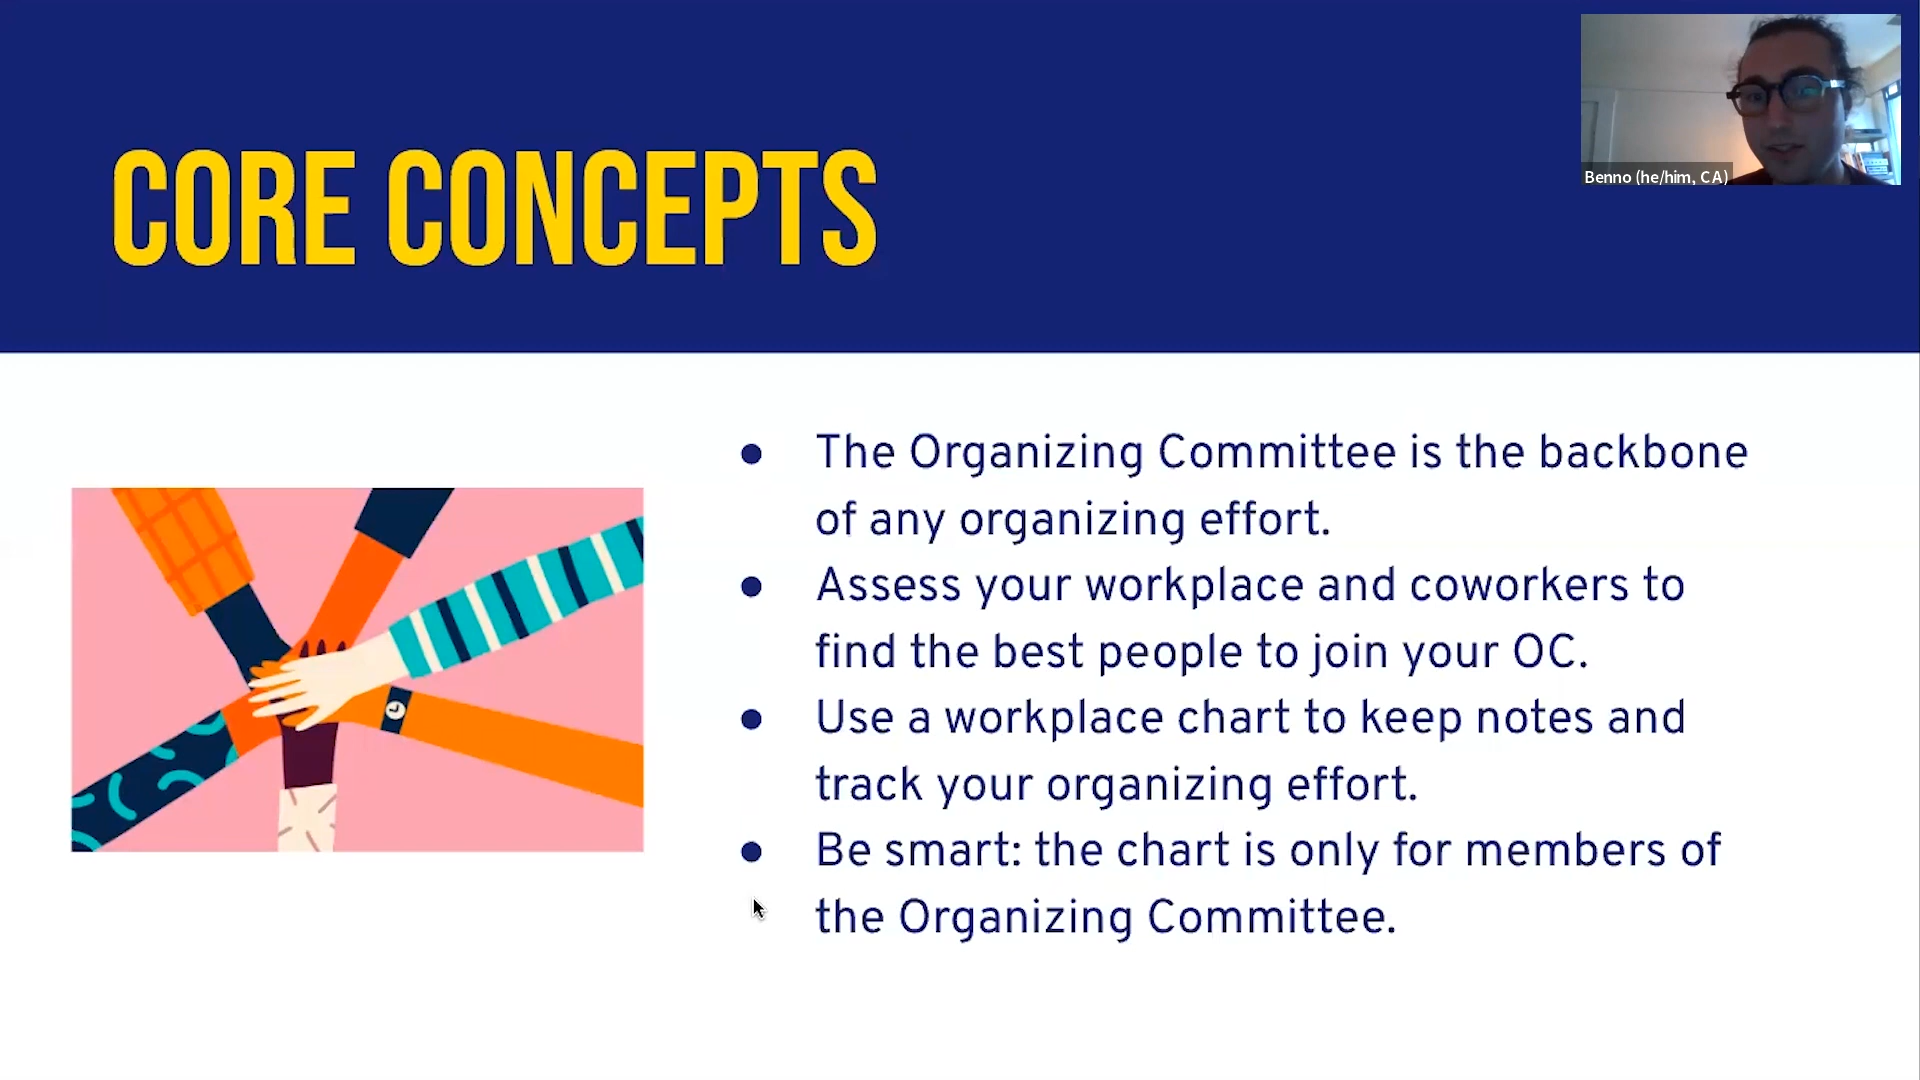 CORE CONCEPTS
Benno (he/him, CA)
● The Organizing Committee is the backbone
of any organizing effort.
● Assess your workplace and coworkers to
find the best people to join your OC.
● Use a workplace chart to keep notes and
track your organizing effort.
● Be smart: the chart is only for members of
the Organizing Committee.